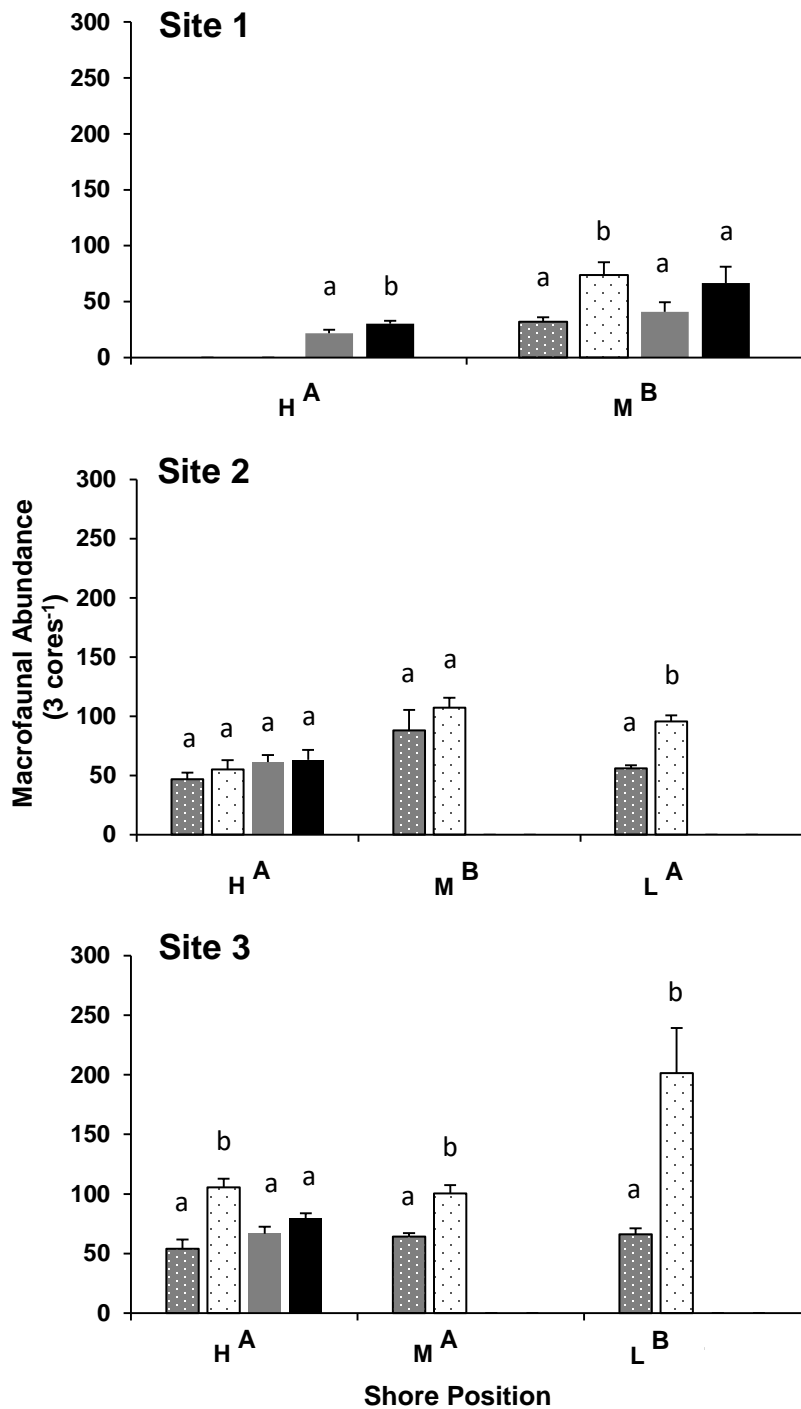 Site 1
300
250
200
150
100
50
0
a b a b a a
H A M B
Site 2
300
250
200
150
100
50
0
a a a a a a a b
H A M B L A
Macrofaunal Abundance
(3 cores-1)
Site 3
300
250
200
150
100
50
0
a b a a a b a b
H A M A L B
Shore Position